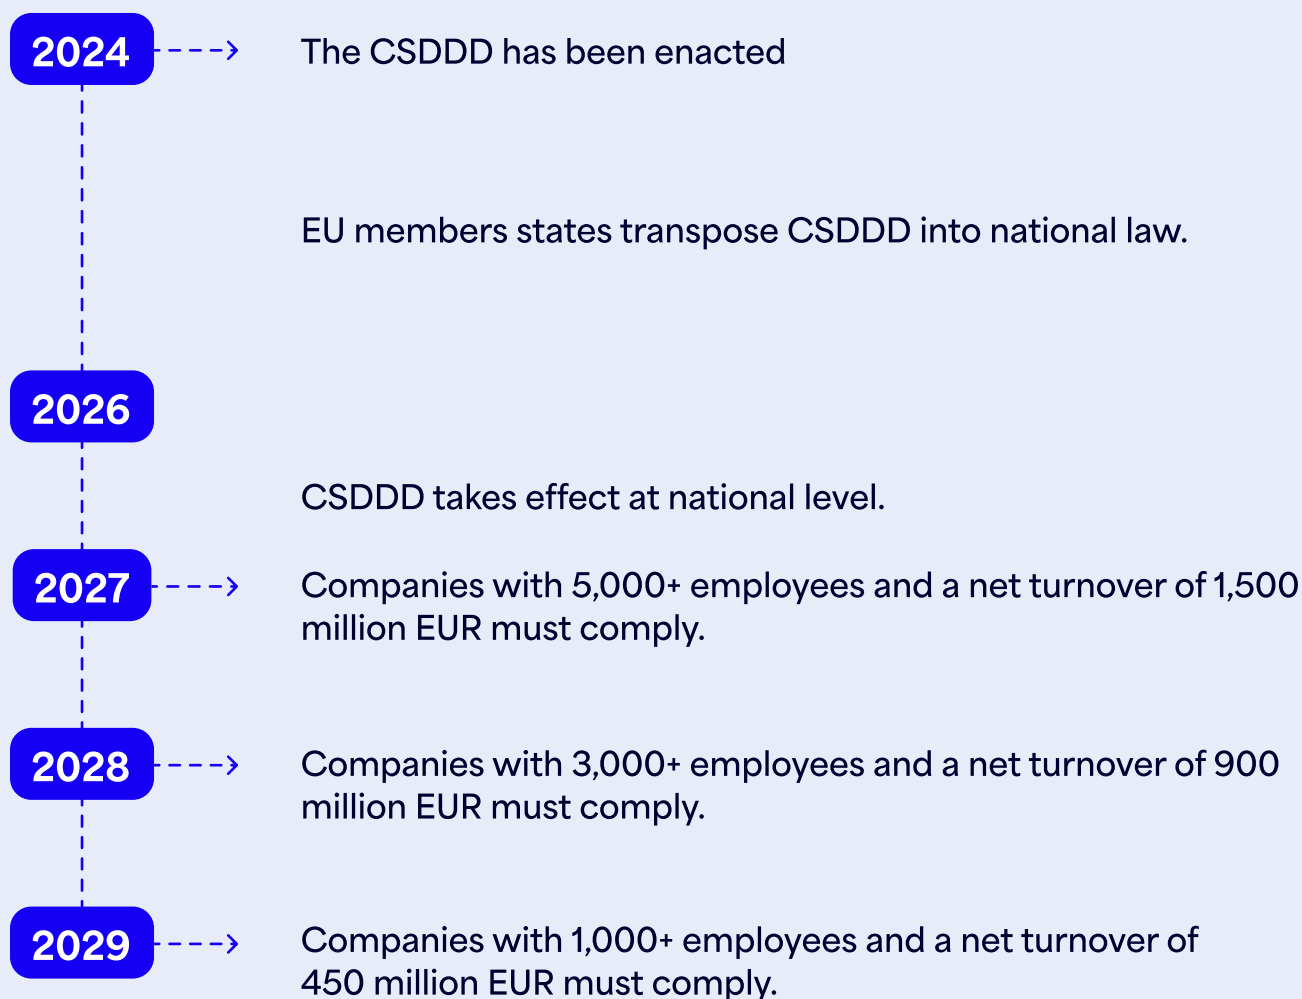 2024
The CSDDD has been enacted
EU members states transpose CSDDD into national law.
2026
CSDDD takes effect at national level.
2027
Companies with 5,000+ employees and a net turnover of 1,500
million EUR must comply.
2028
Companies with 3,000+ employees and a net turnover of 900
million EUR must comply.
2029
Companies with 1,000+ employees and a net turnover of
450 million EUR must comply.